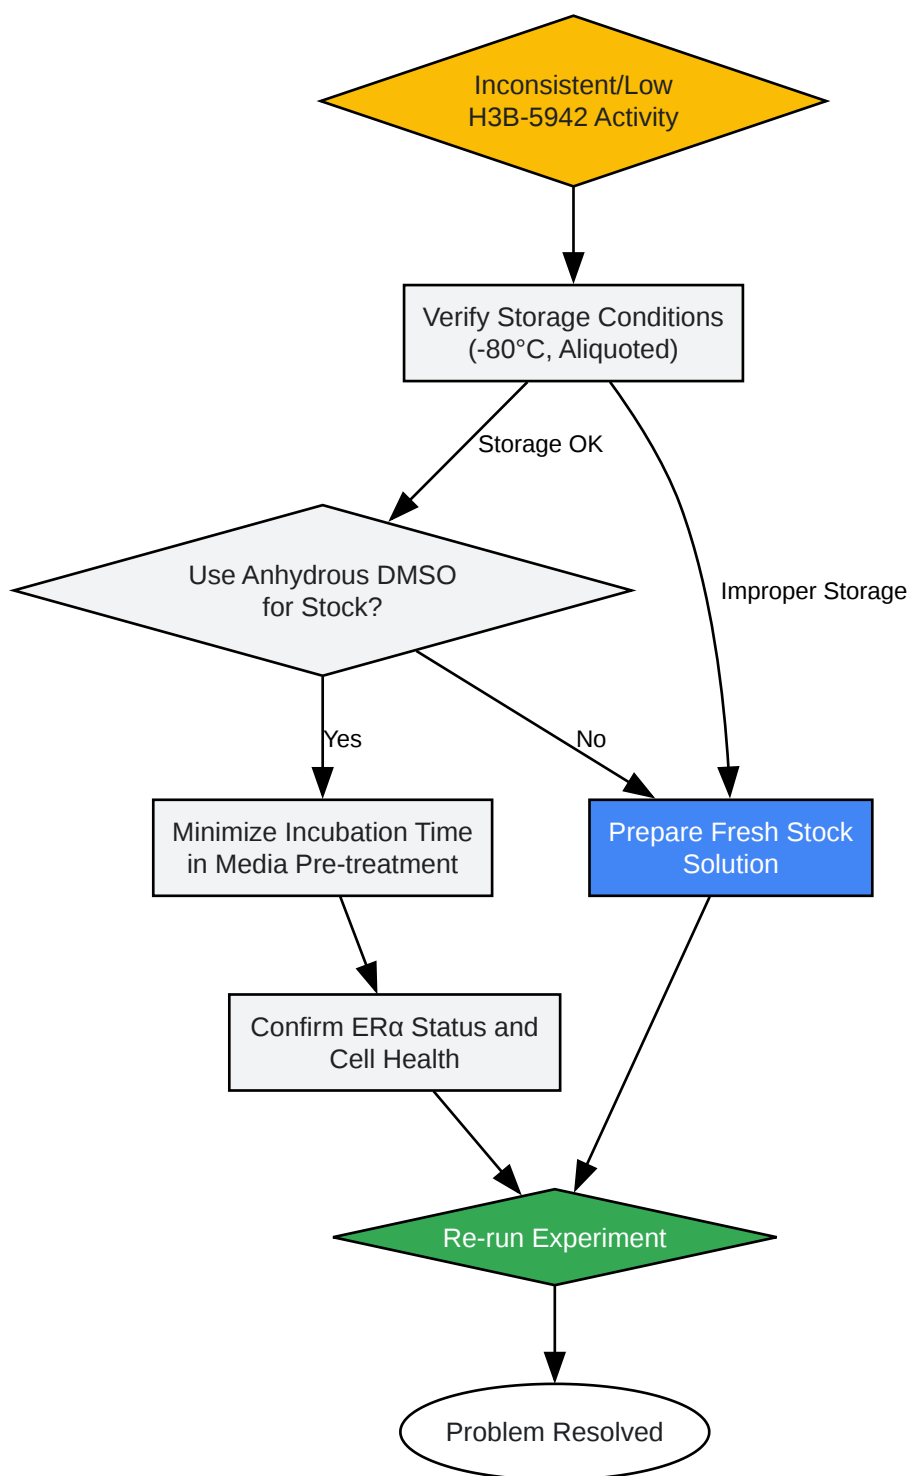 Inconsistent/Low
H3B-5942 Activity
Verify Storage Conditions
(-80°C, Aliquoted)
Storage OK
Use Anhydrous DMSO
for Stock?
Improper Storage
Yes
No
Minimize Incubation Time
in Media Pre-treatment
Prepare Fresh Stock
Solution
Confirm ERα Status and
Cell Health
Re-run Experiment
Problem Resolved